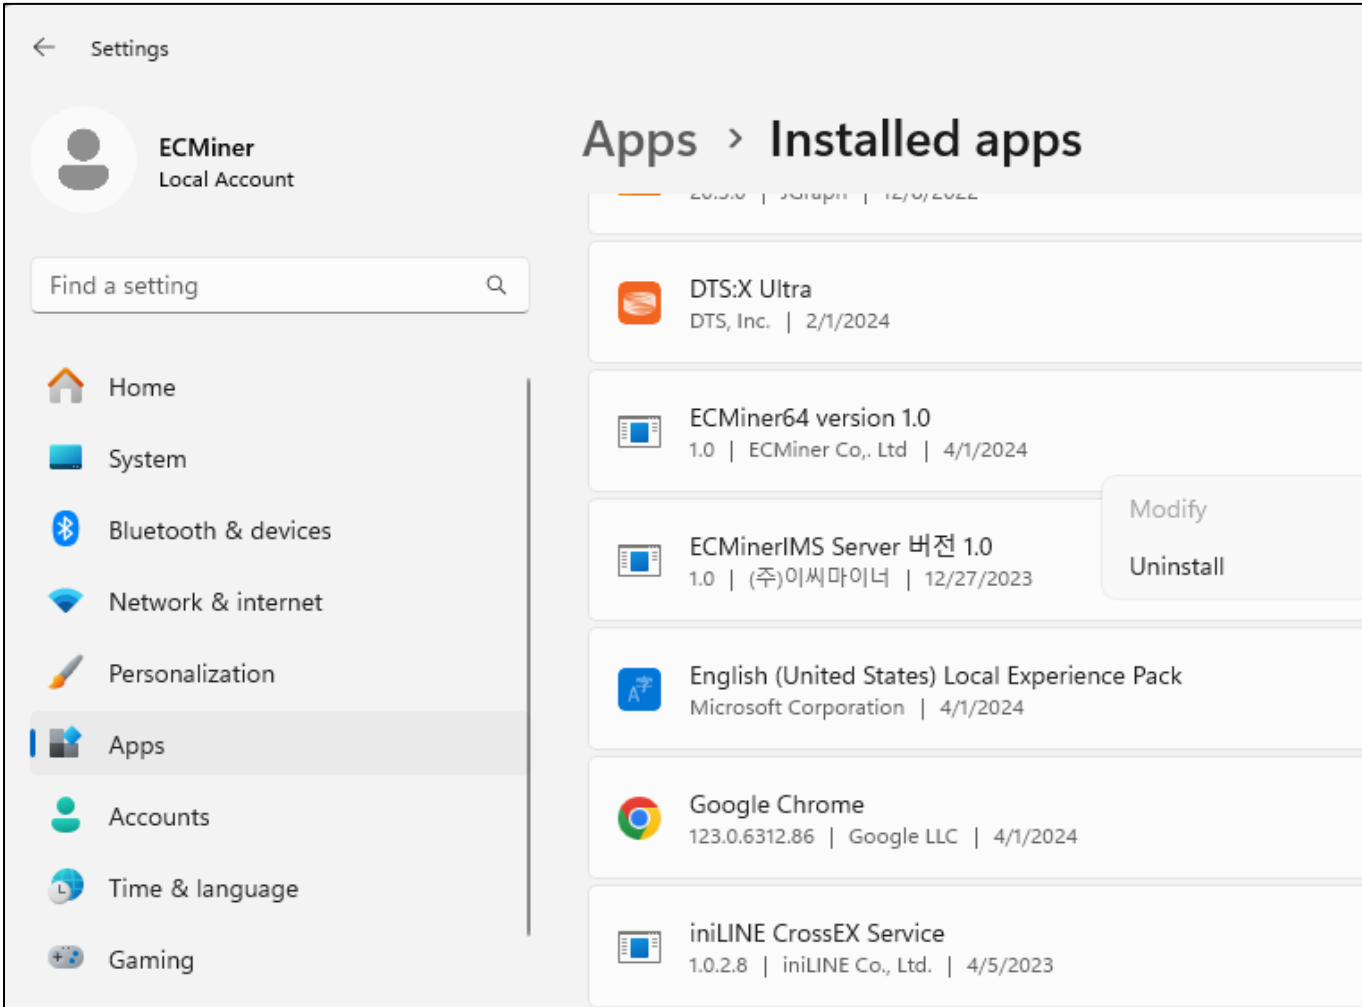 Settings
ECMiner
Local Account
Find a setting
Home
System
Bluetooth & devices
Network & internet
Personalization
Apps
Accounts
Time & language
Gaming
Apps > Installed apps
DTS:X Ultra
DTS, Inc. | 2/1/2024
ECMiner64 version 1.0
1.0 | ECMiner Co,. Ltd | 4/1/2024
Modify
Uninstall
ECMinerIMS Server 버전 1.0
1.0 | (주)이씨마이너 | 12/27/2023
English (United States) Local Experience Pack
Microsoft Corporation | 4/1/2024
Google Chrome
123.0.6312.86 | Google LLC | 4/1/2024
iniLINE CrossEX Service
1.0.2.8 | iniLINE Co., Ltd. | 4/5/2023